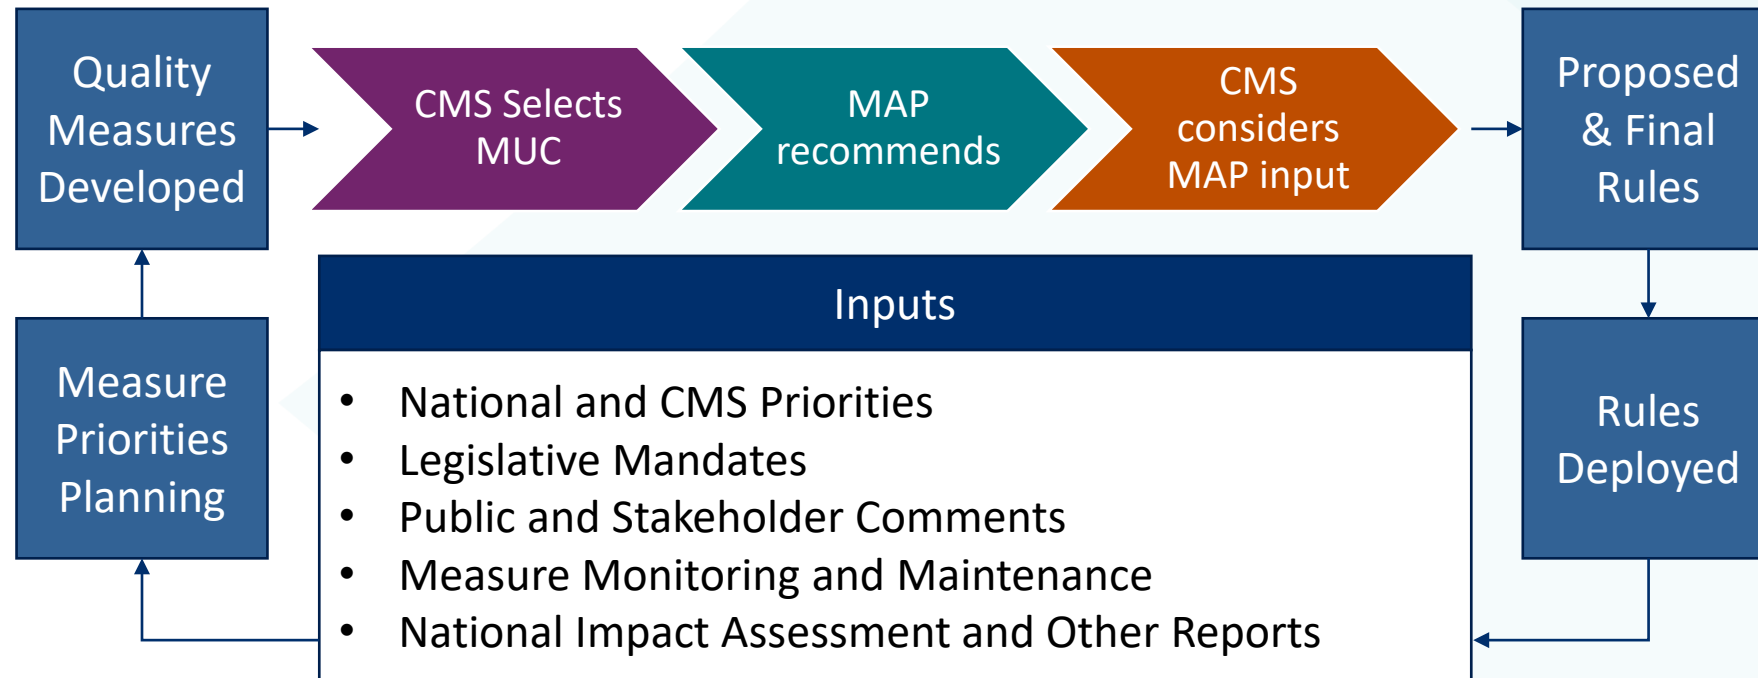 Quality
Measures
Developed
CMS Selects
MUC
MAP
recommends
CMS
considers
MAP input
Proposed
& Final
Rules
Measure
Priorities
Planning
Inputs
• National and CMS Priorities
• Legislative Mandates
• Public and Stakeholder Comments
• Measure Monitoring and Maintenance
• National Impact Assessment and Other Reports
Rules
Deployed